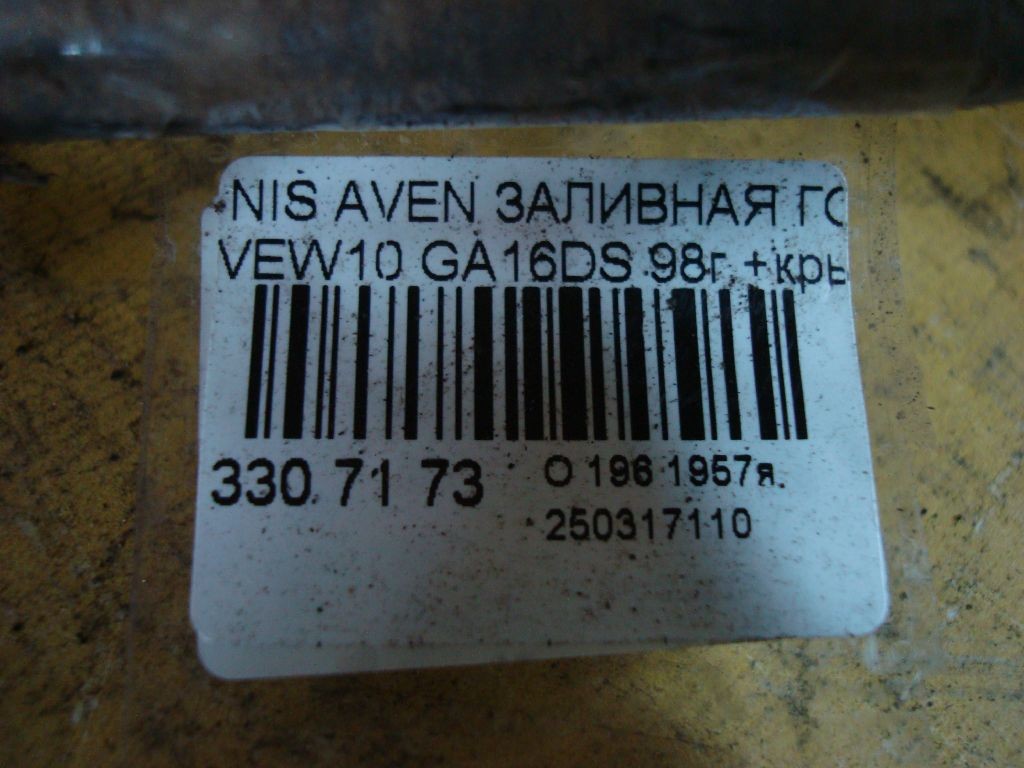 NIS AVEN ЗАЛИВНАЯ ГО
VEW10 GA16DS 98г.+кры
330 71 73
О 196 1957я.
250317110